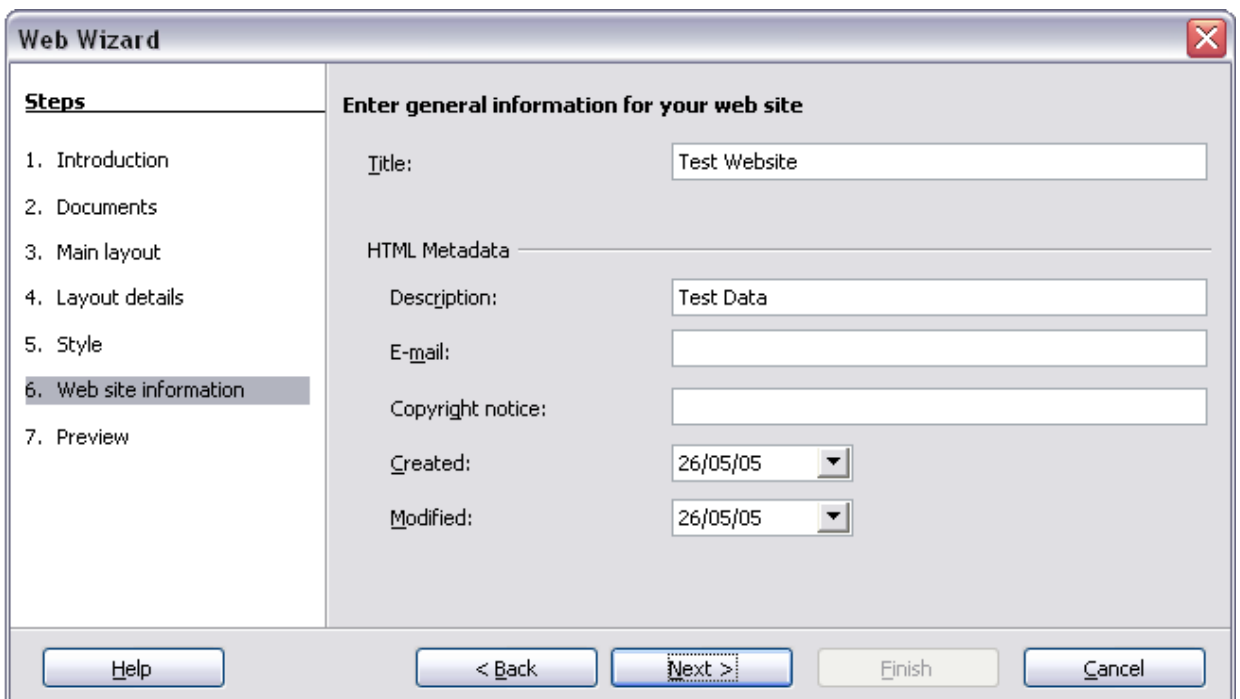 Web Wizard
Steps
1. Introduction
2. Documents
3. Main layout
4. Layout details
5. Style
6. Web site information
7. Preview
Enter general information for your web site
Title: Test Website
HTML Metadata
Description: Test Data
E-mail:
Copyright notice:
Created: 26/05/05
Modified: 26/05/05
Help < Back Next > Finish Cancel